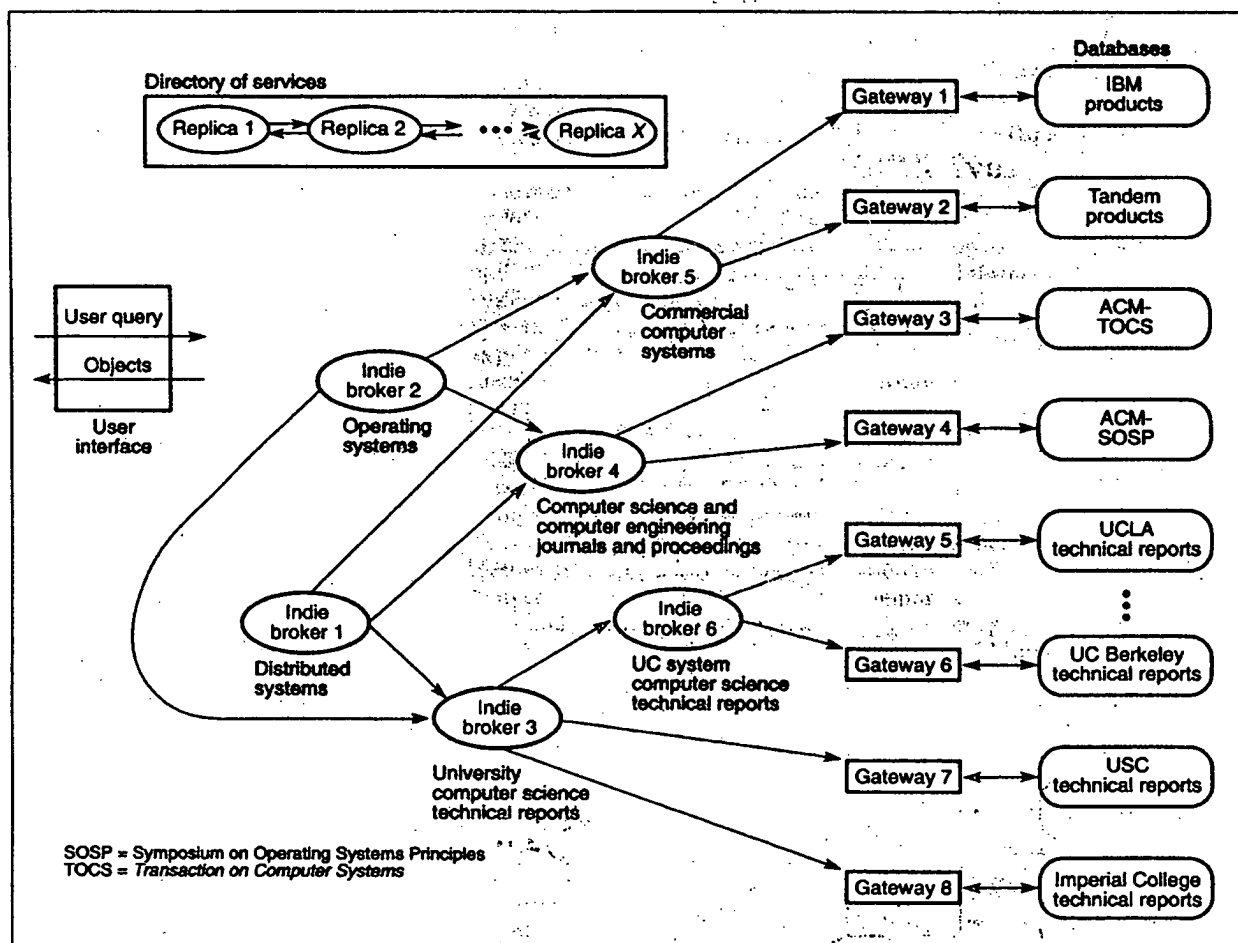 Directory of services
Replica 1
Replica 2
•••
Replica X
Databases
Gateway 1
IBM
products
Gateway 2
Tandem
products
Gateway 3
ACM-
TOCS
Gateway 4
ACM-
SOSP
Gateway 5
UCLA
technical reports
Gateway 6
UC Berkeley
technical reports
Gateway 7
USC
technical reports
Gateway 8
Imperial College
technical reports
User query
Objects
User
interface
Indie
broker 5
Commercial
computer
systems
Indie
broker 2
Operating
systems
Indie
broker 4
Computer science and
computer engineering
journals and proceedings
Indie
broker 1
Distributed
systems
Indie
broker 6
UC system
computer science
technical reports
Indie
broker 3
University
computer science
technical reports
SOSP = Symposium on Operating Systems Principles
TOCS = Transaction on Computer Systems